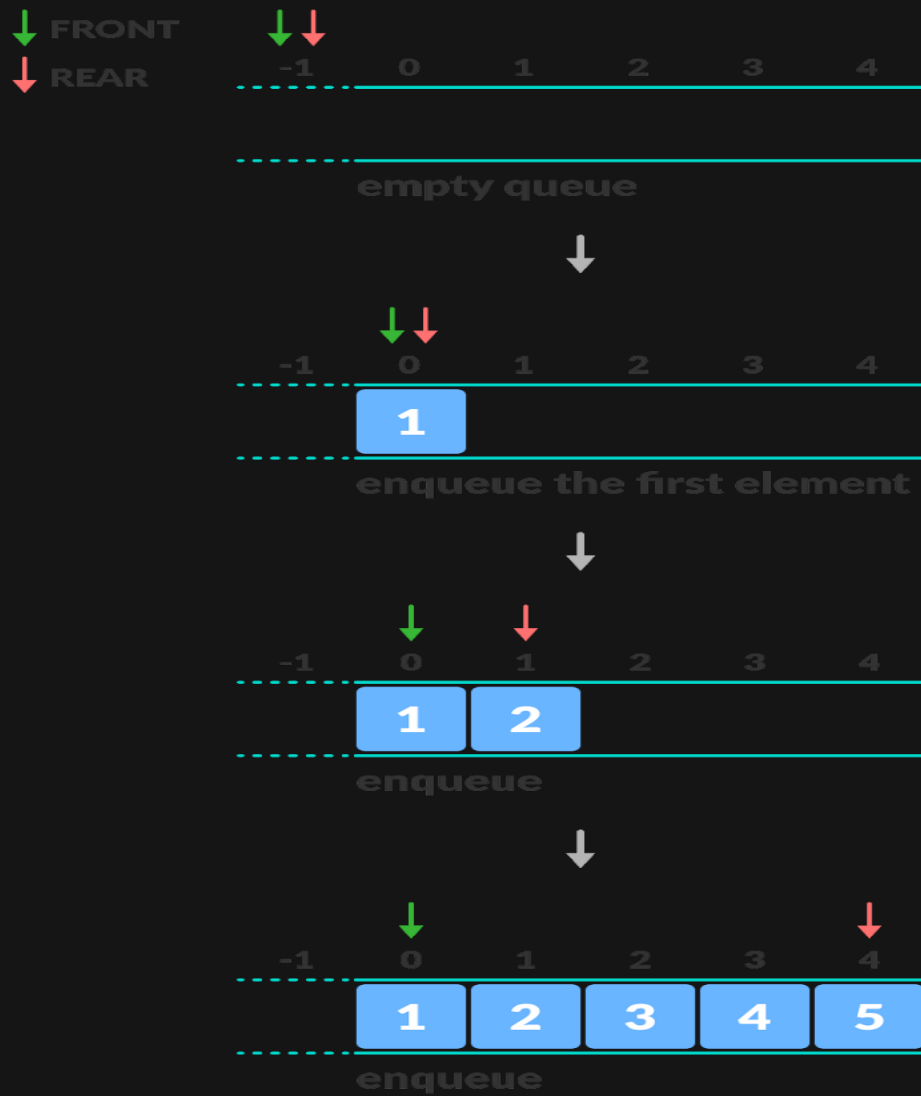 FRONT
REAR
-1 0 1 2 3 4
empty queue
-1 0 1 2 3 4
1
enqueue the first element
-1 0 1 2 3 4
1 2
enqueue
-1 0 1 2 3 4
1 2 3 4 5
enqueue